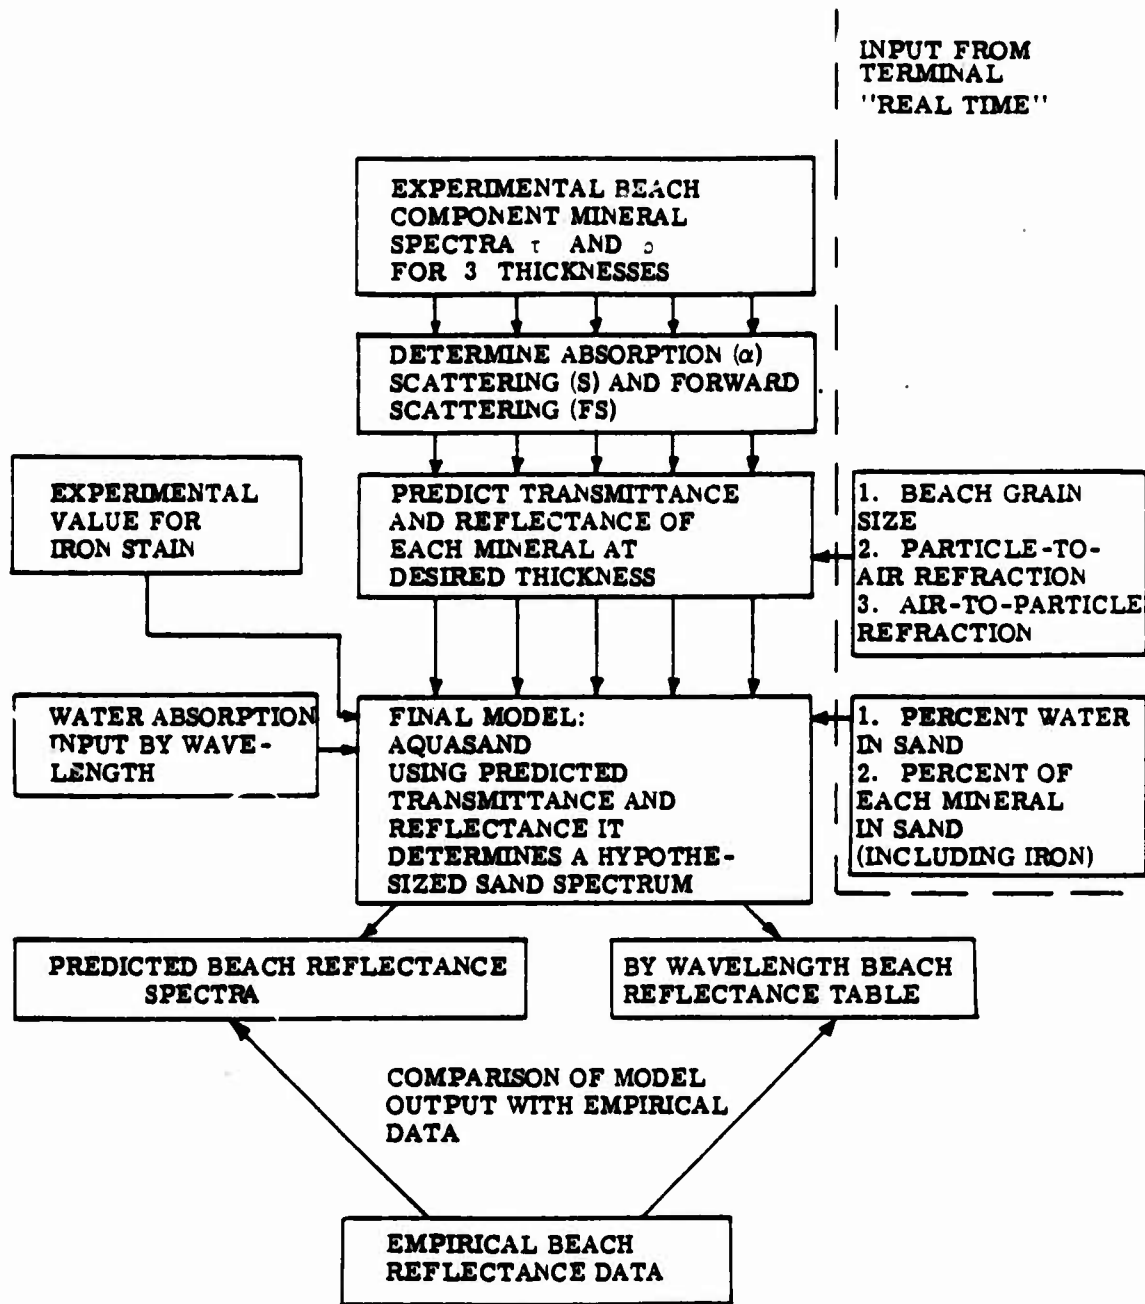 INPUT FROM
TERMINAL
"REAL TIME"
EXPERIMENTAL BEACH
COMPONENT MINERAL
SPECTRA τ AND ρ
FOR 3 THICKNESSES
DETERMINE ABSORPTION (α)
SCATTERING (S) AND FORWARD
SCATTERING (FS)
EXPERIMENTAL
VALUE FOR
IRON STAIN
PREDICT TRANSMITTANCE
AND REFLECTANCE OF
EACH MINERAL AT
DESIRED THICKNESS
1. BEACH GRAIN
SIZE
2. PARTICLE-TO-
AIR REFRACTION
3. AIR-TO-PARTICLE
REFRACTION
WATER ABSORPTION
INPUT BY WAVE-
LENGTH
FINAL MODEL:
AQUASAND
USING PREDICTED
TRANSMITTANCE AND
REFLECTANCE IT
DETERMINES A HYPOTHE-
SIZED SAND SPECTRUM
1. PERCENT WATER
IN SAND
2. PERCENT OF
EACH MINERAL
IN SAND
(INCLUDING IRON)
PREDICTED BEACH REFLECTANCE
SPECTRA
BY WAVELENGTH BEACH
REFLECTANCE TABLE
COMPARISON OF MODEL
OUTPUT WITH EMPIRICAL
DATA
EMPIRICAL BEACH
REFLECTANCE DATA